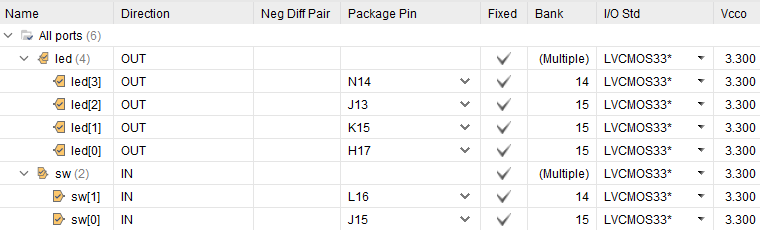 Name Direction Neg Diff Pair Package Pin Fixed Bank I/O Std Vcco
All ports (6)
led (4) OUT (Multiple) LVCMOS33* 3.300
led[3] OUT N14 14 LVCMOS33* 3.300
led[2] OUT J13 15 LVCMOS33* 3.300
led[1] OUT K15 15 LVCMOS33* 3.300
led[0] OUT H17 15 LVCMOS33* 3.300
sw (2) IN (Multiple) LVCMOS33* 3.300
sw[1] IN L16 14 LVCMOS33* 3.300
sw[0] IN J15 15 LVCMOS33* 3.300